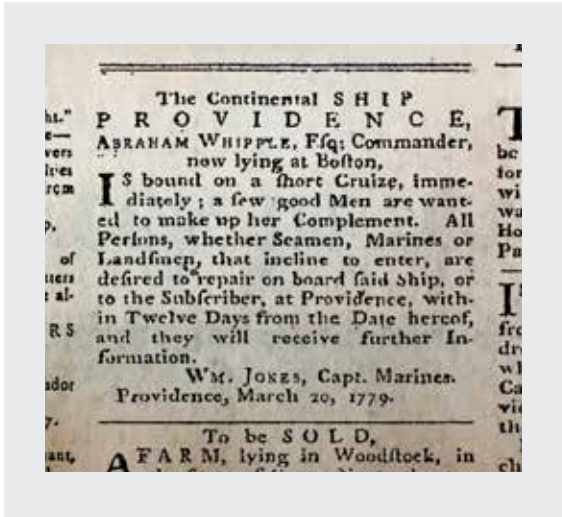 The Continental SHIP
PROVIDENCE,
ABRAHAM WHIPPLE, Eſq; Commander,
now lying at Boſton,
IS bound on a ſhort Cruize, imme-
diately; a few good Men are want-
ed to make up her Complement. All
Perſons, whether Seamen, Marines or
Landſmen, that incline to enter, are
deſired to repair on board ſaid Ship, or
to the Subſcriber, at Providence, with-
in Twelve Days from the Date hereof,
and they will receive further In-
formation.
WM. JONES, Capt. Marines.
Providence, March 20, 1779.
To be SOLD,
A FARM, lying in Woodſtock, in
of
RS